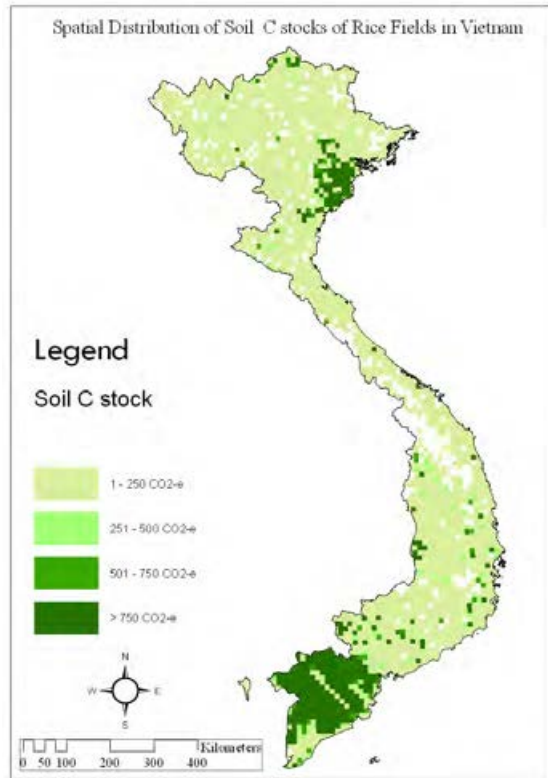 Spatial Distribution of Soil C stocks of Rice Fields in Vietnam
Legend
Soil C stock
1 - 250 CO2-e
251 - 500 CO2-e
501 - 750 CO2-e
> 750 CO2-e
N
W E
S
Kilometers
0 50 100 200 300 400